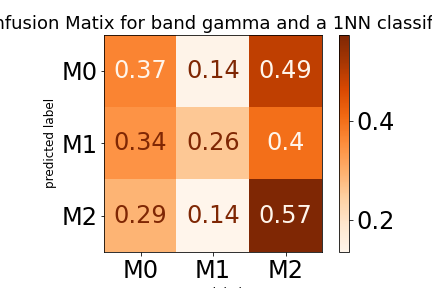 nfusion Matix for band gamma and a 1NN classif
M0 0.37 0.14 0.49
M1 0.34 0.26 0.4
M2 0.29 0.14 0.57
M0 M1 M2
predicted label
0.4
0.2